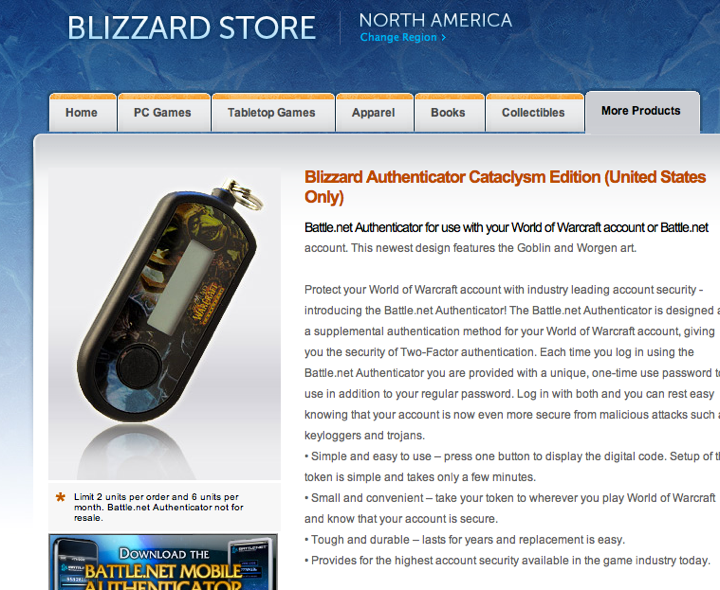 BLIZZARD STORE
NORTH AMERICA
Change Region >
Home
PC Games
Tabletop Games
Apparel
Books
Collectibles
More Products
Blizzard Authenticator Cataclysm Edition (United States
Only)
Battle.net Authenticator for use with your World of Warcraft account or Battle.net
account. This newest design features the Goblin and Worgen art.
Protect your World of Warcraft account with industry leading account security -
introducing the Battle.net Authenticator! The Battle.net Authenticator is designed a
a supplemental authentication method for your World of Warcraft account, giving
you the security of Two-Factor authentication. Each time you log in using the
Battle.net Authenticator you are provided with a unique, one-time use password to
use in addition to your regular password. Log in with both and you can rest easy
knowing that your account is now even more secure from malicious attacks such a
keyloggers and trojans.
• Simple and easy to use – press one button to display the digital code. Setup of th
token is simple and takes only a few minutes.
• Small and convenient – take your token to wherever you play World of Warcraft
and know that your account is secure.
• Tough and durable – lasts for years and replacement is easy.
• Provides for the highest account security available in the game industry today.
WORLD OF WARCRAFT
* Limit 2 units per order and 6 units per
month. Battle.net Authenticator not for
resale.
DOWNLOAD THE
BATTLE.NET MOBILE
AUTHENTICATOR